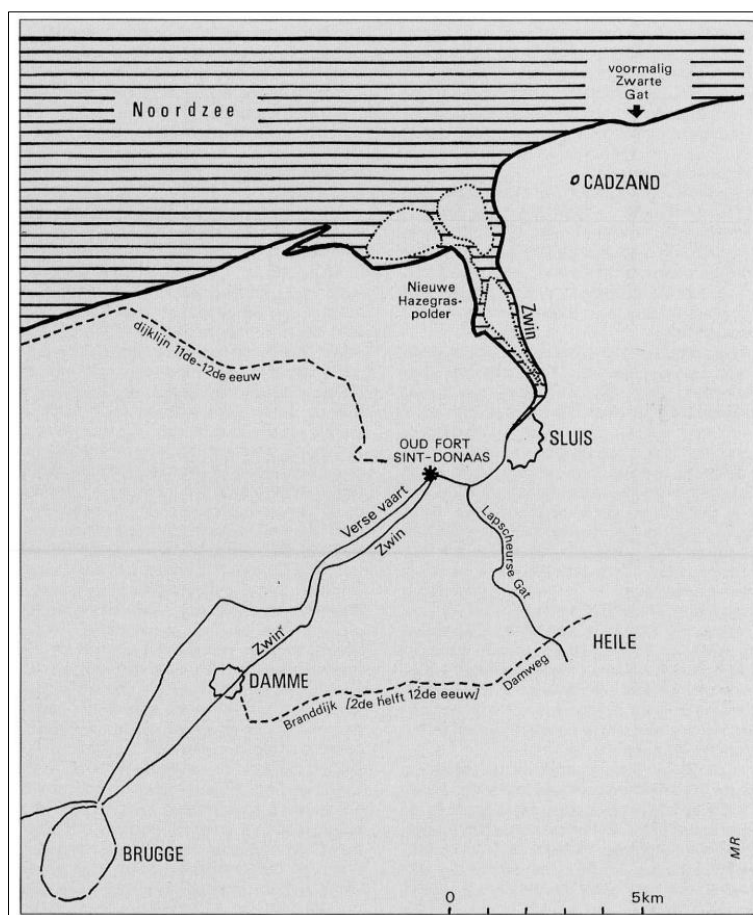 voormalig
Zwarte
Gat
Noordzee
CADZAND
Nieuwe
Hazegras-
polder
Zwin
dijklijn 11de-12de eeuw
OUD FORT
SINT-DONAAS
SLUIS
Verse vaart
Zwin
Lapscheurse Gat
Zwin
HEILE
DAMME
Damweg
Branddijk [2de helft 12de eeuw]
BRUGGE
MR
0 5km